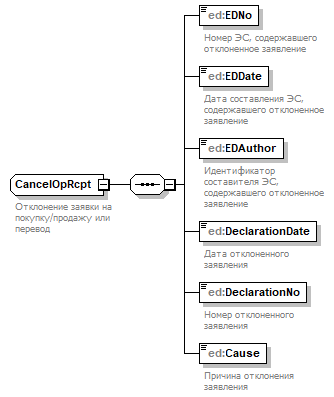 ed:EDNo
Номер ЭС, содержавшего
отклоненное заявление
ed:EDDate
Дата составления ЭС,
содержавшего отклоненное
заявление
ed:EDAuthor
Идентификатор
составителя ЭС,
содержавшего отклоненное
заявление
CancelOpRcpt
Отклонение заявки на
покупку/продажу или
перевод
ed:DeclarationDate
Дата отклоненного
заявления
ed:DeclarationNo
Номер отклоненного
заявления
ed:Cause
Причина отклонения
заявления